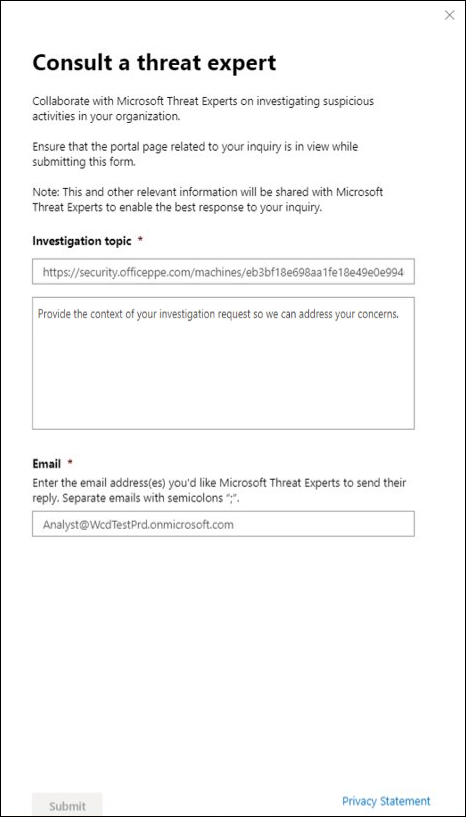 Consult a threat expert
Collaborate with Microsoft Threat Experts on investigating suspicious
activities in your organization.
Ensure that the portal page related to your inquiry is in view while
submitting this form.
Note: This and other relevant information will be shared with Microsoft
Threat Experts to enable the best response to your inquiry.
Investigation topic *
https://security.officeppe.com/machines/eb3bf18e698aa1fe18e49e0e994
Provide the context of your investigation request so we can address your concerns.
Email *
Enter the email address(es) you'd like Microsoft Threat Experts to send their
reply. Separate emails with semicolons “;”.
Analyst@WcdTestPrd.onmicrosoft.com
Submit
Privacy Statement